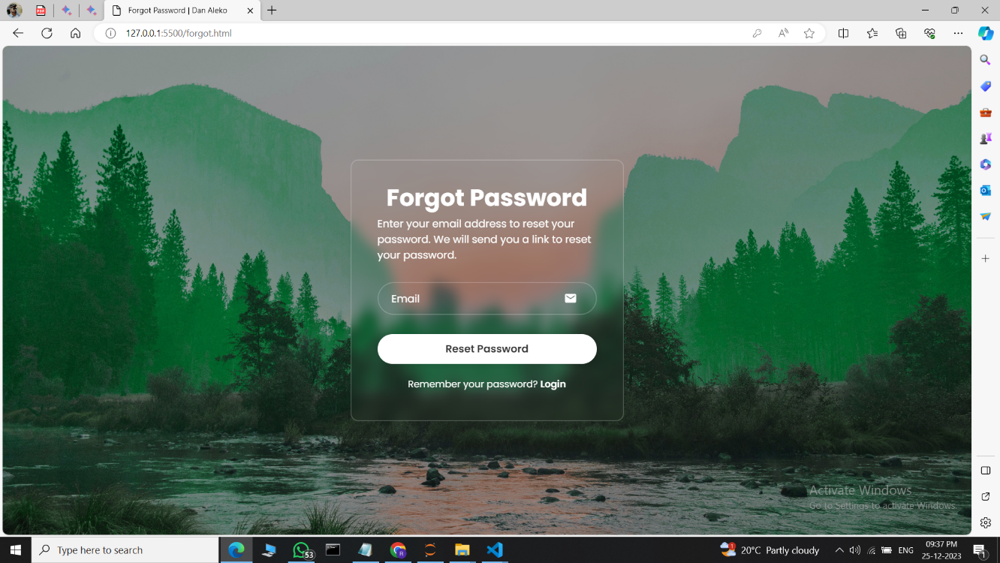 Forgot Password | Dan Aleko
127.0.0.1:5500/forgot.html
Forgot Password
Enter your email address to reset your
password. We will send you a link to reset
your password.
Email
Reset Password
Remember your password? Login
Activate Windows
Go to Settings to activate Windows.
Type here to search
53
1
20°C Partly cloudy
ENG
09:37 PM
25-12-2023
1